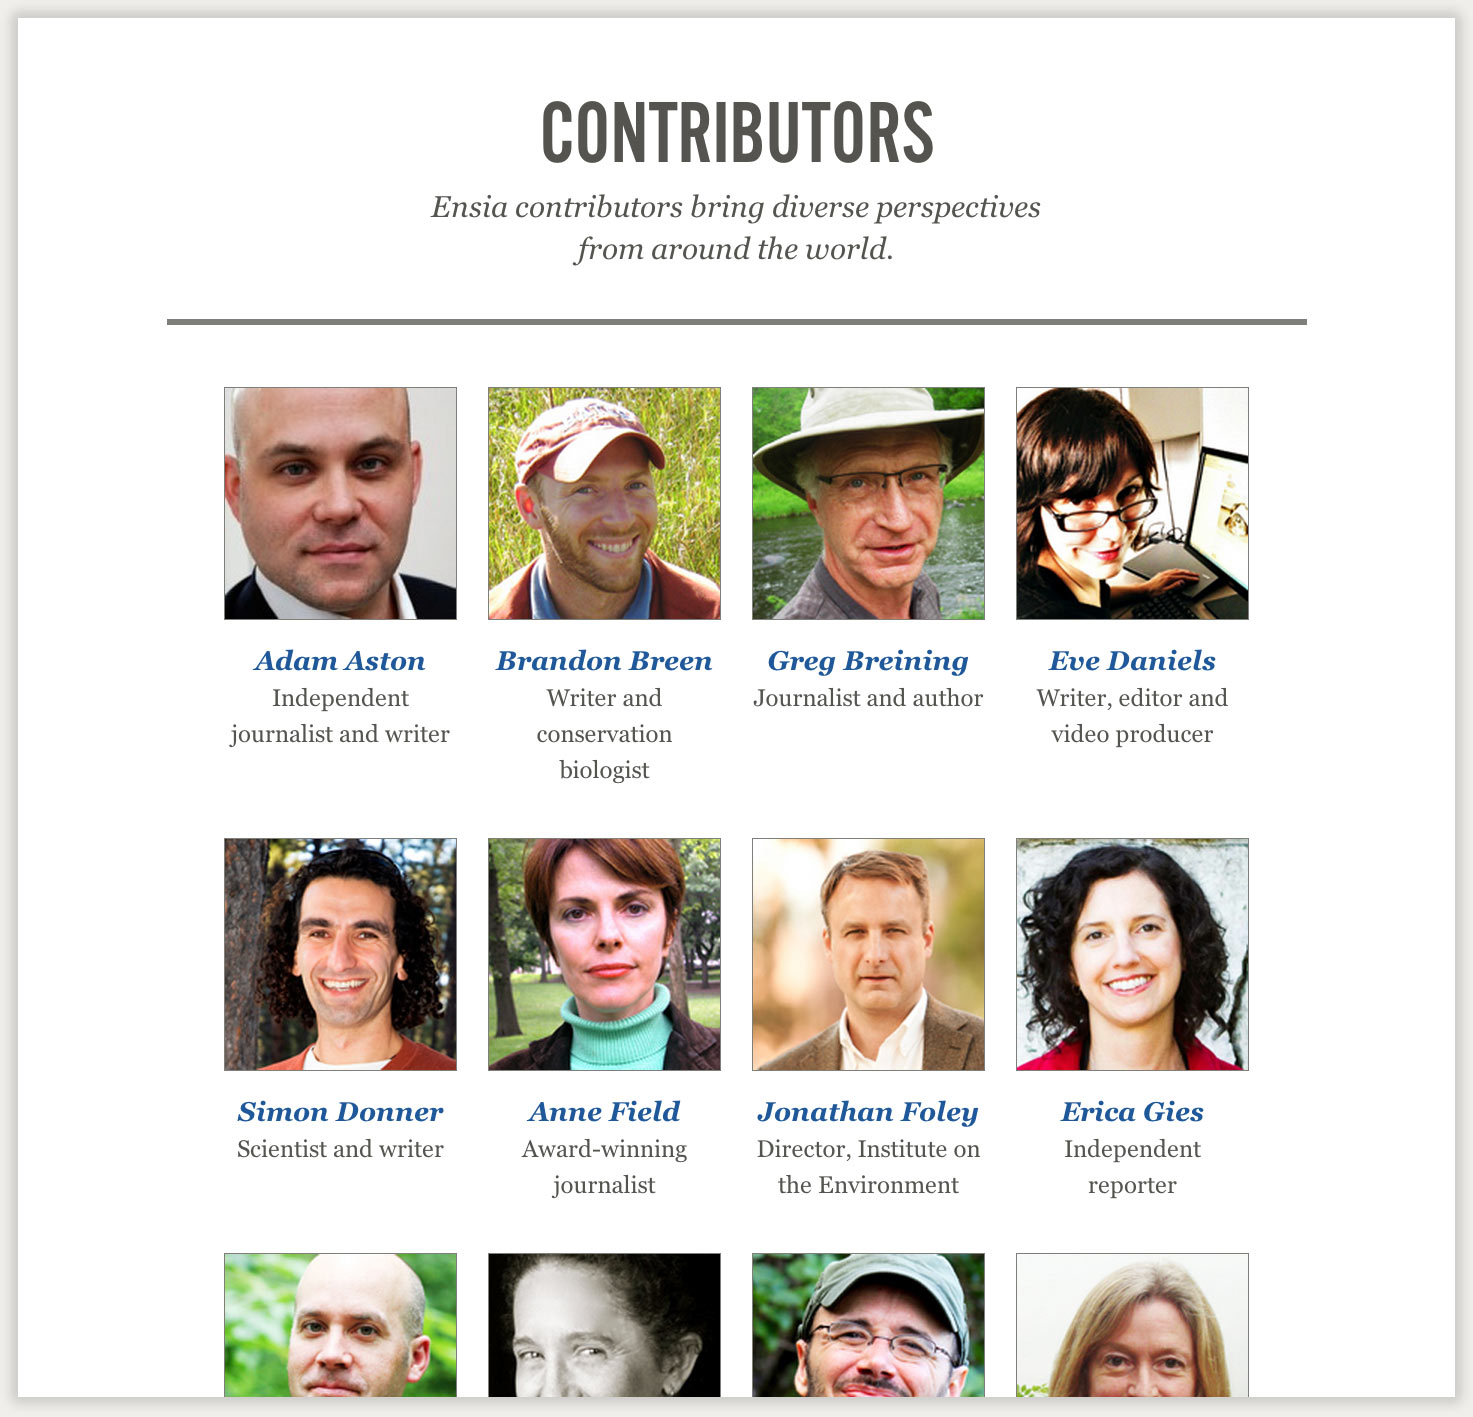 CONTRIBUTORS
Ensia contributors bring diverse perspectives
from around the world.
Adam Aston
Independent
journalist and writer
Brandon Breen
Writer and
conservation
biologist
Greg Breining
Journalist and author
Eve Daniels
Writer, editor and
video producer
Simon Donner
Scientist and writer
Anne Field
Award-winning
journalist
Jonathan Foley
Director, Institute on
the Environment
Erica Gies
Independent
reporter